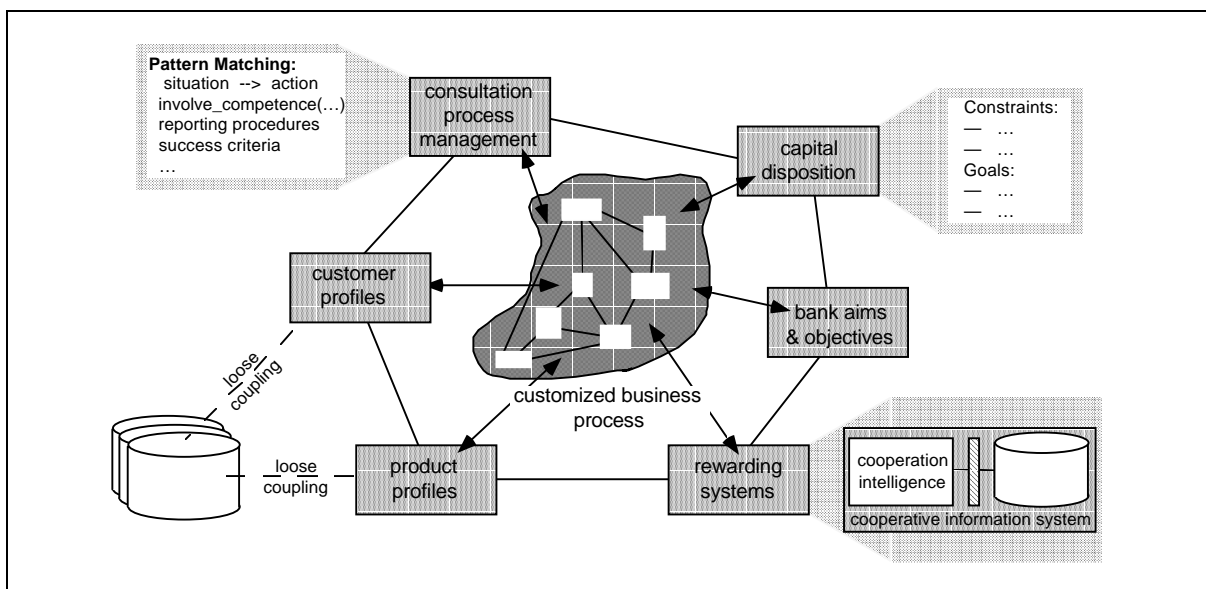 Pattern Matching:
situation --> action
involve_competence(…)
reporting procedures
success criteria
…
consultation
process
management
capital
disposition
Constraints:
— …
— …
Goals:
— …
— …
customer
profiles
bank aims
& objectives
loose
coupling
customized business
process
loose
coupling
product
profiles
rewarding
systems
cooperation
intelligence
cooperative information system